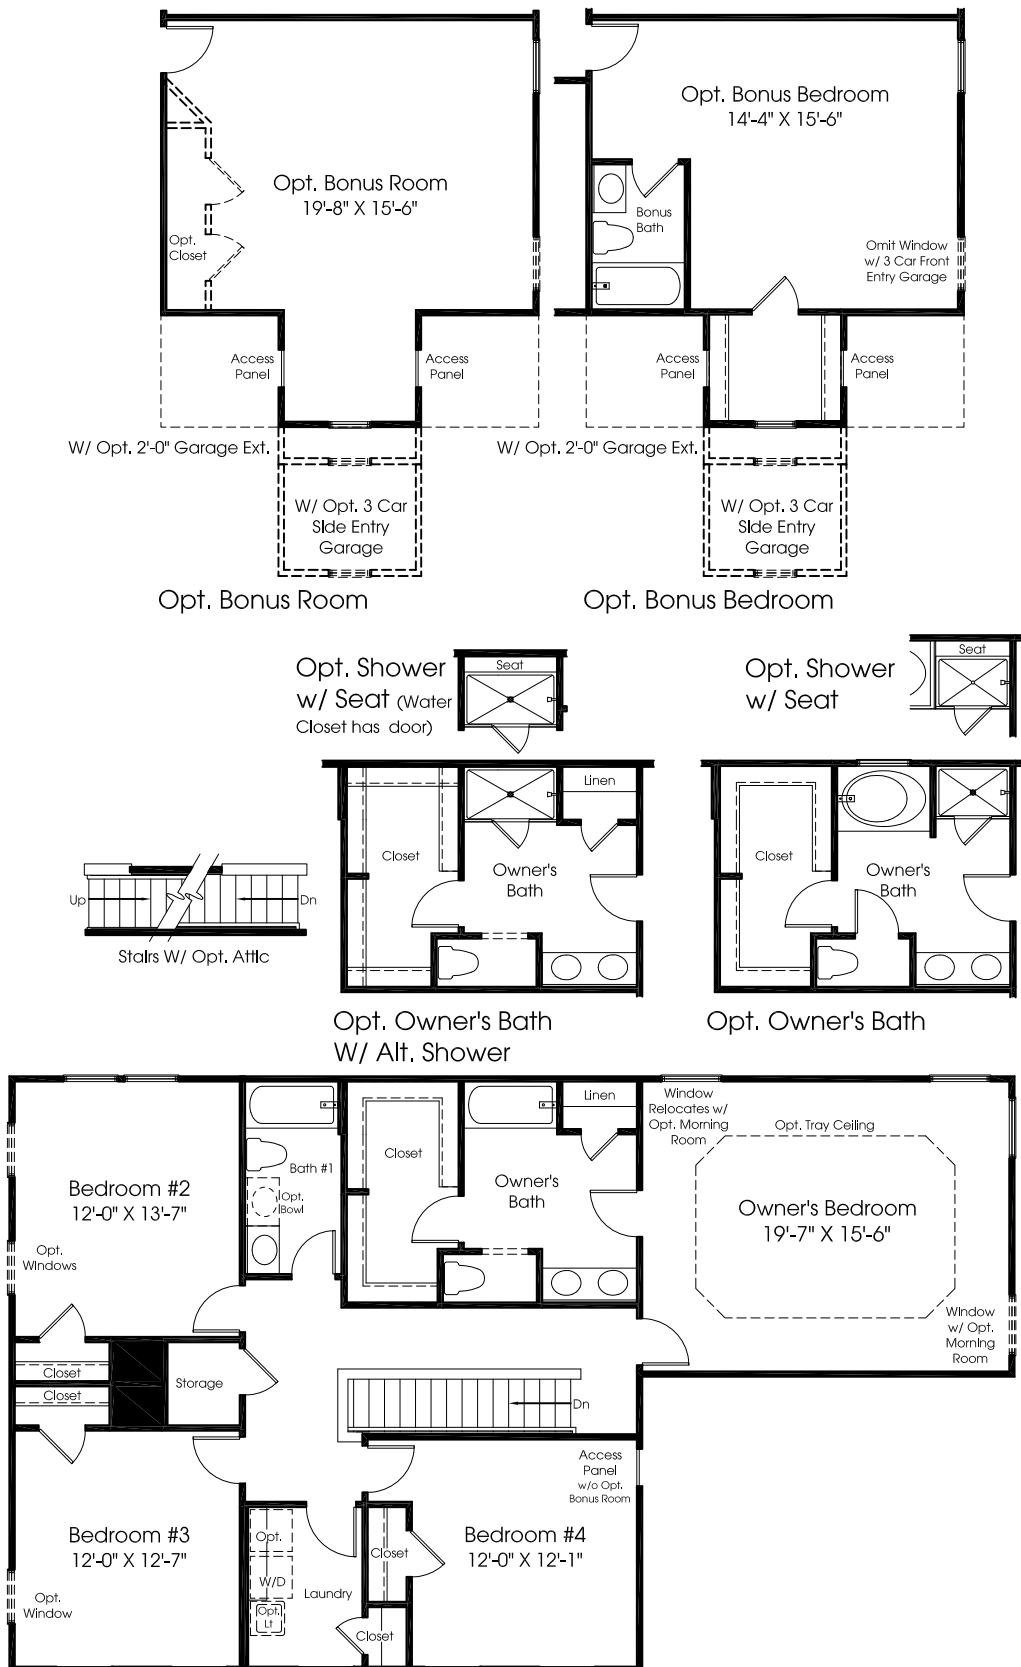 Opt. Bonus Room
19'-8" X 15'-6"
Opt.
Closet
Access
Panel
Access
Panel
W/ Opt. 2'-0" Garage Ext.
W/ Opt. 3 Car
Side Entry
Garage
Opt. Bonus Room
Opt. Bonus Bedroom
14'-4" X 15'-6"
Bonus
Bath
Omit Window
w/ 3 Car Front
Entry Garage
Access
Panel
Access
Panel
W/ Opt. 2'-0" Garage Ext.
W/ Opt. 3 Car
Side Entry
Garage
Opt. Bonus Bedroom
Opt. Shower
w/ Seat (Water
Closet has door)
Seat
Opt. Shower
w/ Seat
Seat
Up
Dn
Stairs W/ Opt. Attic
Closet
Linen
Owner's
Bath
Opt. Owner's Bath
W/ Alt. Shower
Closet
Owner's
Bath
Opt. Owner's Bath
Bedroom #2
12'-0" X 13'-7"
Opt.
Windows
Bath #1
Opt.
Bowl
Closet
Linen
Owner's
Bath
Window
Relocates w/
Opt. Morning
Room
Opt. Tray Ceiling
Owner's Bedroom
19'-7" X 15'-6"
Window
w/ Opt.
Morning
Room
Closet
Closet
Storage
Dn
Bedroom #3
12'-0" X 12'-7"
Opt.
Window
Opt.
W/D
Opt.
Lt
Laundry
Closet
Closet
Bedroom #4
12'-0" X 12'-1"
Access
Panel
w/o Opt.
Bonus Room